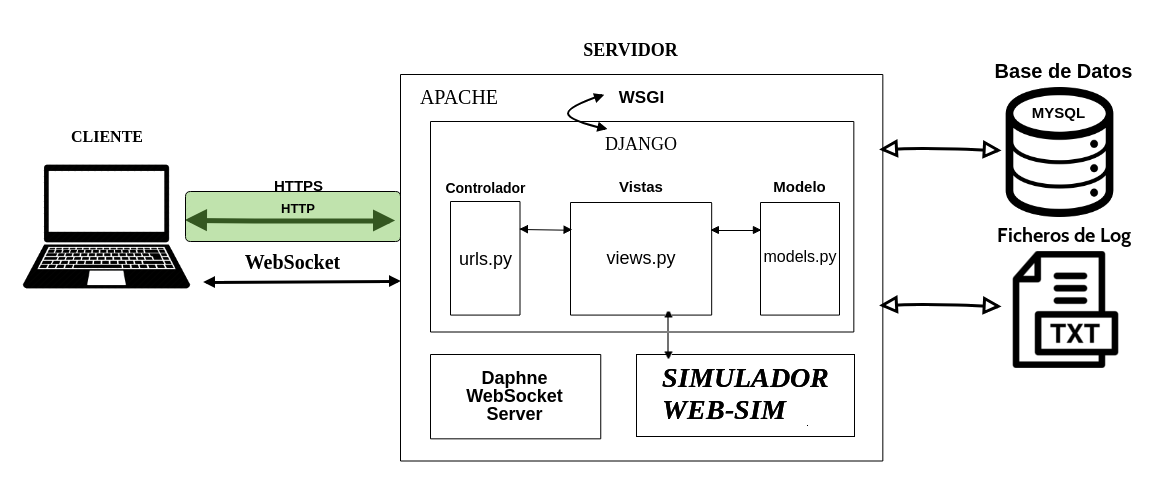 SERVIDOR
Base de Datos
APACHE
WSGI
MYSQL
CLIENTE
DJANGO
HTTPS
HTTP
Controlador
Vistas
Modelo
WebSocket
urls.py
views.py
models.py
Ficheros de Log
TXT
Daphne
WebSocket
Server
SIMULADOR
WEB-SIM